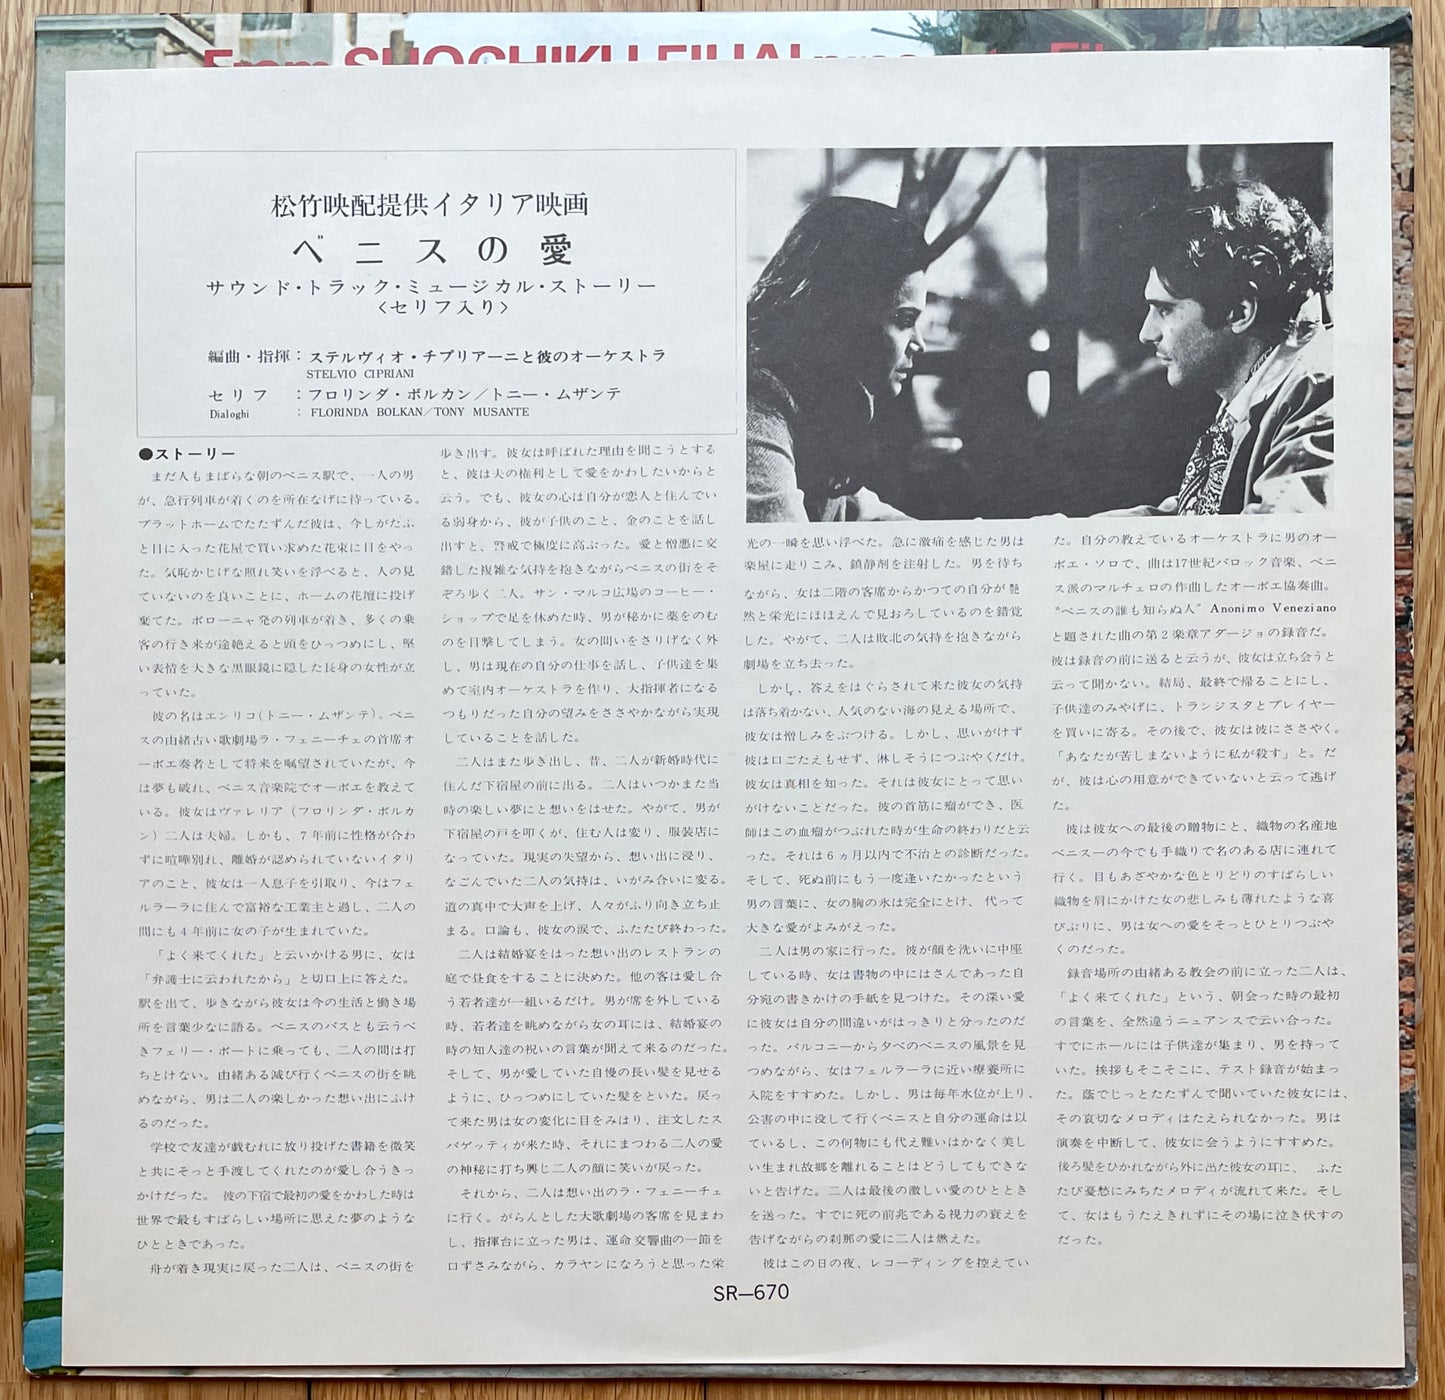 From SHOCHIKU EIHAI
松竹映配提供イタリア映画
ベニスの愛
サウンド・トラック・ミュージカル・ストーリー
〈セリフ入り〉
編曲・指揮：ステルヴィオ・チプリアーニと彼のオーケストラ
STELVIO CIPRIANI
セリフ：フロリンダ・ボルカン／トニー・ムザンテ
Dialoghi : FLORINDA BOLKAN／TONY MUSANTE
●ストーリー
まだ人もまばらな朝のベニス駅で、一人の男
が、急行列車が着くのを所在なげに待っている。
プラットホームでたたずんだ彼は、今しがたふ
と目に入った花屋で買い求めた花束に目をやっ
た。気恥かしげな照れ笑いを浮べると、人の見
ていないのを良いことに、ホームの花壇に投げ
棄てた。ボローニャ発の列車が着き、多くの乗
客の行き来が途絶えると頭をひっつめにし、堅
い表情を大きな黒眼鏡に隠した長身の女性が立
っていた。
彼の名はエンリコ(トニー・ムザンテ)。ベニ
スの由緒古い歌劇場ラ・フェニーチェの首席オ
ーボエ奏者として将来を嘱望されていたが、今
は夢も破れ、ベニス音楽院でオーボエを教えて
いる。彼女はヴァレリア（フロリンダ・ボルカ
ン）二人は夫婦。しかも、7年前に性格が合わ
ずに喧嘩別れ、離婚が認められていないイタリ
アのこと、彼女は一人息子を引取り、今はフェ
ルラーラに住んで富裕な工業主と過し、二人の
間にも4年前に女の子が生まれていた。
「よく来てくれた」と云いかける男に、女は
「弁護士に云われたから」と切口上に答えた。
駅を出て、歩きながら彼女は今の生活と働き場
所を言葉少なに語る。ベニスのバスとも云うべ
きフェリー・ボートに乗っても、二人の間は打
ちとけない。由緒ある滅び行くベニスの街を眺
めながら、男は二人の楽しかった想い出にふけ
るのだった。
学校で友達が戯むれに放り投げた書籍を微笑
と共にそっと手渡してくれたのが愛し合うきっ
かけだった。彼の下宿で最初の愛をかわした時は
世界で最もすばらしい場所に思えた夢のような
ひとときであった。
舟が着き現実に戻った二人は、ベニスの街を
歩き出す。彼女は呼ばれた理由を聞こうとする
と、彼は夫の権利として愛をかわしたいからと
云う。でも、彼女の心は自分が恋人と住んでい
る弱身から、彼が子供のこと、金のことを話し
出すと、警戒で極度に高ぶった。愛と憎悪に交
錯した複雑な気持を抱きながらベニスの街をそ
ぞろ歩く二人。サン・マルコ広場のコーヒー・
ショップで足を休めた時、男が秘かに薬をのむ
のを目撃してしまう。女の問いをさりげなく外
し、男は現在の自分の仕事を話し、子供達を集
めて室内オーケストラを作り、大指揮者になる
つもりだった自分の望みをささやかながら実現
していることを話した。
二人はまた歩き出し、昔、二人が新婚時代に
住んだ下宿屋の前に出る。二人はいつかまた当
時の楽しい夢にと想いをはせた。やがて、男が
下宿屋の戸を叩くが、住む人は変り、服装店に
なっていた。現実の失望から、想い出に浸り、
なごんでいた二人の気持は、いがみ合いに変る。
道の真中で大声を上げ、人々がふり向き立ち止
まる。口論も、彼女の涙で、ふたたび終わった。
二人は結婚宴をはった想い出のレストランの
庭で昼食をすることに決めた。他の客は愛し合
う若者達が一組いるだけ。男が席を外している
時、若者達を眺めながら女の耳には、結婚宴の
時の知人達の祝いの言葉が聞えて来るのだった。
そして、男が愛していた自慢の長い髪を見せる
ように、ひっつめにしていた髪をといた。戻っ
て来た男は女の変化に目をみはり、注文したス
パゲッティが来た時、それにまつわる二人の愛
の神秘に打ち興じ二人の顔に笑いが戻った。
それから、二人は想い出のラ・フェニーチェ
に行く。がらんとした大歌劇場の客席を見まわ
し、指揮台に立った男は、運命交響曲の一節を
口ずさみながら、カラヤンになろうと思った栄
光の一瞬を思い浮べた。急に激痛を感じた男は
楽屋に走りこみ、鎮静剤を注射した。男を待ち
ながら、女は二階の客席からかつての自分が艶
然と栄光にほほえんで見おろしているのを錯覚
した。やがて、二人は敗北の気持を抱きながら
劇場を立ち去った。
しかし、答えをはぐらされて来た彼女の気持
は落ち着かない、人気のない海の見える場所で、
彼女は憎しみをぶつける。しかし、思いがけず
彼は口ごたえもせず、淋しそうにつぶやくだけ。
彼女は真相を知った。それは彼女にとって思い
がけないことだった。彼の首筋に瘤ができ、医
師はこの血瘤がつぶれた時が生命の終わりだと云
った。それは6ヵ月以内で不治との診断だった。
そして、死ぬ前にもう一度逢いたかったという
男の言葉に、女の胸の氷は完全にとけ、代って
大きな愛がよみがえった。
二人は男の家に行った。彼が顔を洗いに中座
している時、女は書物の中にはさんであった自
分宛の書きかけの手紙を見つけた。その深い愛
に彼女は自分の間違いがはっきりと分ったのだ
った。バルコニーから夕べのベニスの風景を見
つめながら、女はフェルラーラに近い療養所に
入院をすすめた。しかし、男は毎年水位が上り、
公害の中に没して行くベニスと自分の運命は以
ているし、この何物にも代え難いはかなく美し
い生まれ故郷を離れることはどうしてもできな
いと告げた。二人は最後の激しい愛のひととき
を送った。すでに死の前兆である視力の衰えを
告げながらの刹那の愛に二人は燃えた。
彼はこの日の夜、レコーディングを控えてい
た。自分の教えているオーケストラに男のオー
ボエ・ソロで、曲は17世紀バロック音楽、ベニ
ス派のマルチェロの作曲したオーボエ協奏曲。
"ベニスの誰も知らぬ人" Anonimo Veneziano
と題された曲の第2楽章アダージョの録音だ。
彼は録音の前に送ると云うが、彼女は立ち会うと
云って聞かない。結局、最終で帰ることにし、
子供達のみやげに、トランジスタとプレイヤー
を買いに寄る。その後で、彼女は彼にささやく。
「あなたが苦しまないように私が殺す」と。だ
が、彼は心の用意ができていないと云って逃げ
た。
彼は彼女への最後の贈物にと、織物の名産地
ベニス一の今でも手織りで名のある店に連れて
行く。目もあざやかな色とりどりのすばらしい
織物を肩にかけた女の悲しみも薄れたような喜
びぶりに、男は女への愛をそっとひとりつぶや
くのだった。
録音場所の由緒ある教会の前に立った二人は、
「よく来てくれた」という、朝会った時の最初
の言葉を、全然違うニュアンスで云い合った。
すでにホールには子供達が集まり、男を持って
いた。挨拶もそこそこに、テスト録音が始まっ
た。蔭でじっとたたずんで聞いていた彼女には、
その哀切なメロディはたえられなかった。男は
演奏を中断して、彼女に会うようにすすめた。
後ろ髪をひかれながら外に出た彼女の耳に、ふた
たび憂愁にみちたメロディが流れて来た。そし
て、女はもうたえきれずにその場に泣き伏すの
だった。
SR—670